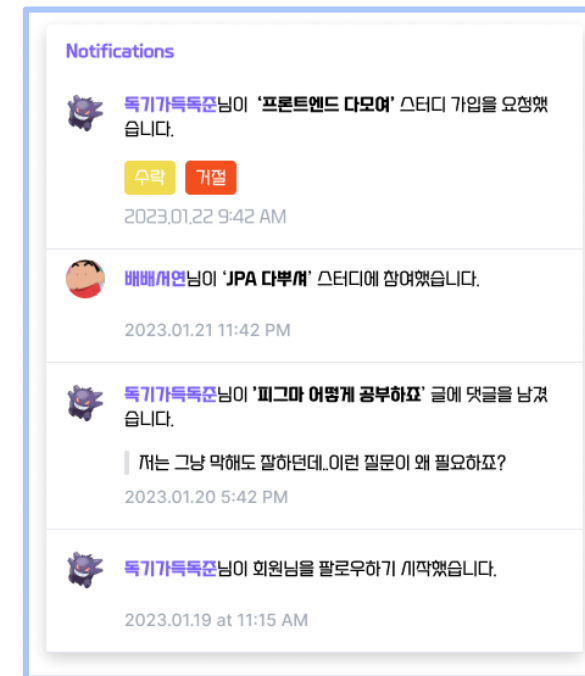 Notifications
독기가득독준님이 ‘프론트엔드 다모여’ 스터디 가입을 요청했
습니다.
수락 거절
2023.01.22 9:42 AM
배배서연님이 ‘JPA 다뿌셔’ 스터디에 참여했습니다.
2023.01.21 11:42 PM
독기가득독준님이 ’피그마 어떻게 공부하죠’ 글에 댓글을 남겼
습니다.
저는 그냥 막해도 잘하던데..이런 질문이 왜 필요하죠?
2023.01.20 5:42 PM
독기가득독준님이 회원님을 팔로우하기 시작했습니다.
2023.01.19 at 11:15 AM